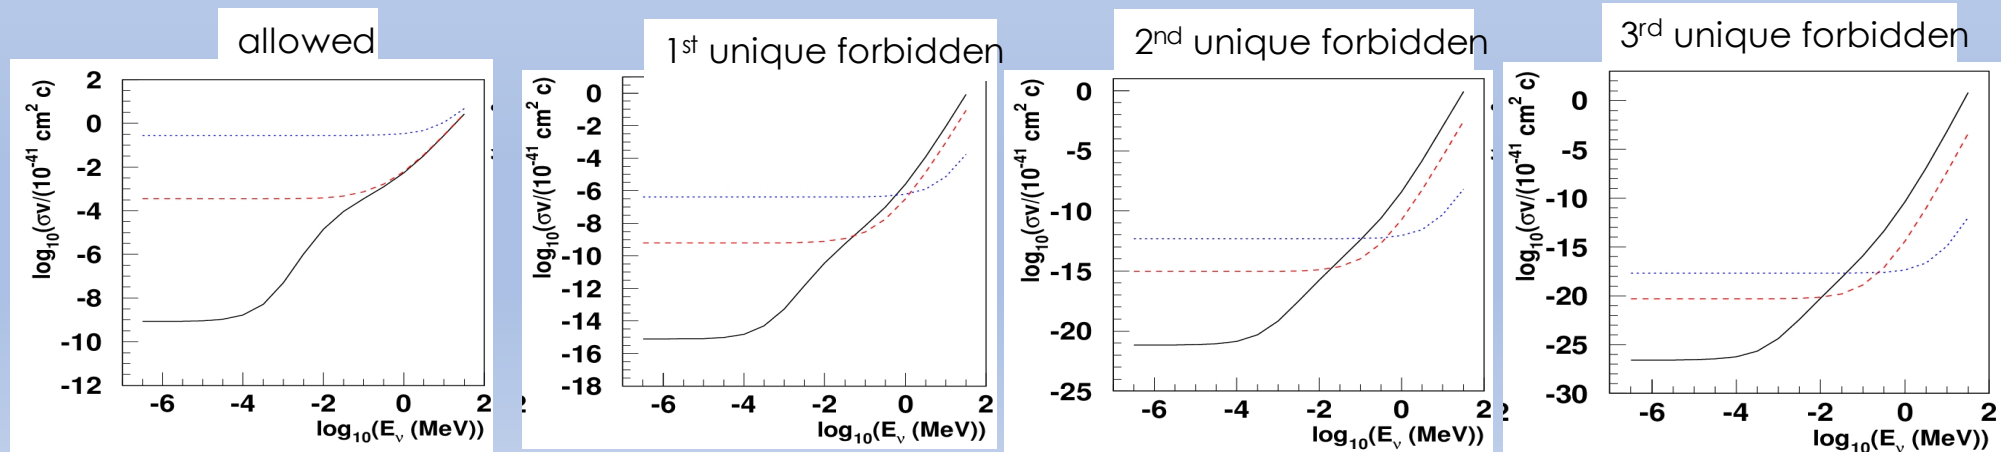 allowed
1st unique forbidden
2nd unique forbidden
3rd unique forbidden
log10(σv/(10-41 cm2 c)
2
0
-2
-4
-6
-8
-10
-12
-6 -4 -2 0 2
log10(Eν (MeV))
log10(σv/(10-41 cm2 c)
0
-2
-4
-6
-8
-10
-12
-14
-16
-18
-6 -4 -2 0 2
log10(Eν (MeV))
log10(σv/(10-41 cm2 c)
0
-5
-10
-15
-20
-25
-6 -4 -2 0 2
log10(Eν (MeV))
log10(σv/(10-41 cm2 c)
0
-5
-10
-15
-20
-25
-30
-6 -4 -2 0 2
log10(Eν (MeV))